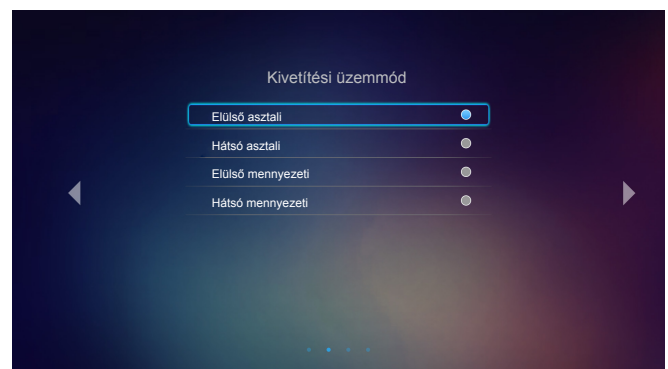 Kivetítési üzemmód
Elülső asztali
Hátsó asztali
Elülső mennyezeti
Hátsó mennyezeti